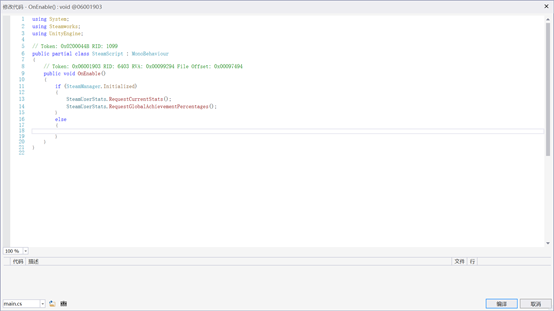 修改代码 - OnEnable() : void @06001903
1 using System;
2 using Steamworks;
3 using UnityEngine;
4
5 // Token: 0x0200044B RID: 1099
6 public partial class SteamScript : MonoBehaviour
7 {
8 // Token: 0x06001903 RID: 6403 RVA: 0x00099294 File Offset: 0x00097494
9 public void OnEnable()
10 {
11 if (SteamManager.Initialized)
12 {
13 SteamUserStats.RequestCurrentStats();
14 SteamUserStats.RequestGlobalAchievementPercentages();
15 }
16 else
17 {
18
19 }
20 }
21 }
22
100 %
代码 描述 文件 行
main.cs
编译 取消